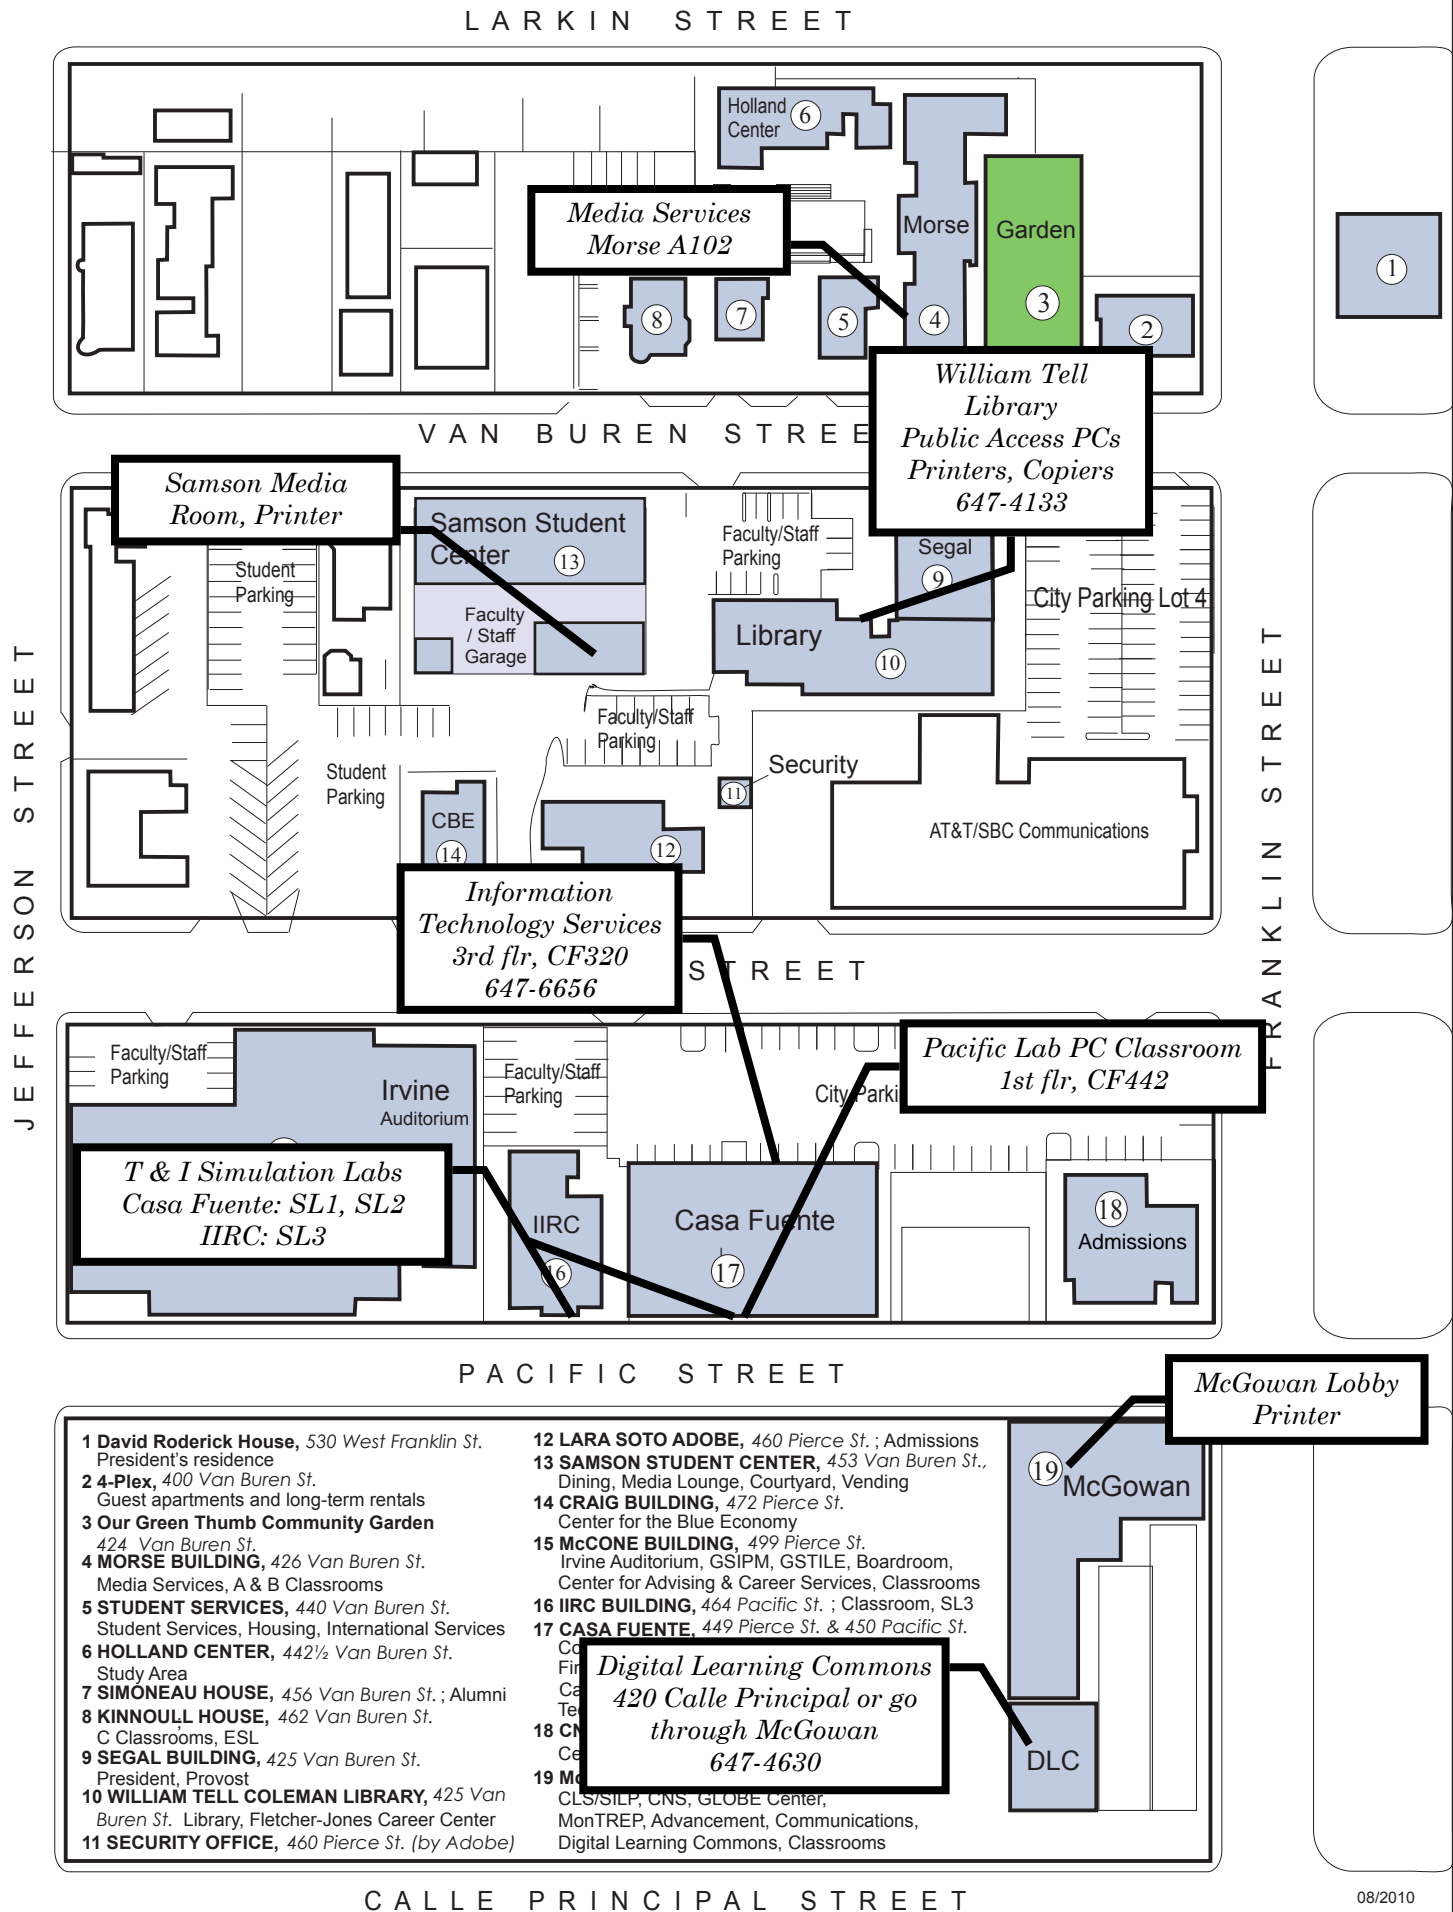 LARKIN STREET
Holland
Center
6
Media Services
Morse A102
Morse
Garden
1
8
7
5
4
3
2
William Tell
Library
Public Access PCs
Printers, Copiers
647-4133
VAN BUREN STREE
Samson Media
Room, Printer
Samson Student
Center
13
Faculty/Staff
Parking
Segal
9
Student
Parking
City Parking Lot 4
Faculty
/ Staff
Garage
Library
10
Faculty/Staff
Parking
Security
11
Student
Parking
CBE
14
12
AT&T/SBC Communications
JEFFERSON STREET
FRANKLIN STREET
Information
Technology Services
3rd flr, CF320
647-6656
STREET
Faculty/Staff
Parking
Irvine
Auditorium
Faculty/Staff
Parking
City Parki
Pacific Lab PC Classroom
1st flr, CF442
T & I Simulation Labs
Casa Fuente: SL1, SL2
IIRC: SL3
IIRC
16
Casa Fuente
17
18
Admissions
PACIFIC STREET
McGowan Lobby
Printer
19
McGowan
DLC
1 David Roderick House, 530 West Franklin St.
President's residence
2 4-Plex, 400 Van Buren St.
Guest apartments and long-term rentals
3 Our Green Thumb Community Garden
424 Van Buren St.
4 MORSE BUILDING, 426 Van Buren St.
Media Services, A & B Classrooms
5 STUDENT SERVICES, 440 Van Buren St.
Student Services, Housing, International Services
6 HOLLAND CENTER, 442½ Van Buren St.
Study Area
7 SIMONEAU HOUSE, 456 Van Buren St. ; Alumni
8 KINNOULL HOUSE, 462 Van Buren St.
C Classrooms, ESL
9 SEGAL BUILDING, 425 Van Buren St.
President, Provost
10 WILLIAM TELL COLEMAN LIBRARY, 425 Van
Buren St. Library, Fletcher-Jones Career Center
11 SECURITY OFFICE, 460 Pierce St. (by Adobe)
12 LARA SOTO ADOBE, 460 Pierce St. ; Admissions
13 SAMSON STUDENT CENTER, 453 Van Buren St.,
Dining, Media Lounge, Courtyard, Vending
14 CRAIG BUILDING, 472 Pierce St.
Center for the Blue Economy
15 McCONE BUILDING, 499 Pierce St.
Irvine Auditorium, GSIPM, GSTILE, Boardroom,
Center for Advising & Career Services, Classrooms
16 IIRC BUILDING, 464 Pacific St. ; Classroom, SL3
17 CASA FUENTE, 449 Pierce St. & 450 Pacific St.
18 CN
19
CLS/SILP, CNS, GLOBE Center,
MonTREP, Advancement, Communications,
Digital Learning Commons, Classrooms
Digital Learning Commons
420 Calle Principal or go
through McGowan
647-4630
CALLE PRINCIPAL STREET
08/2010